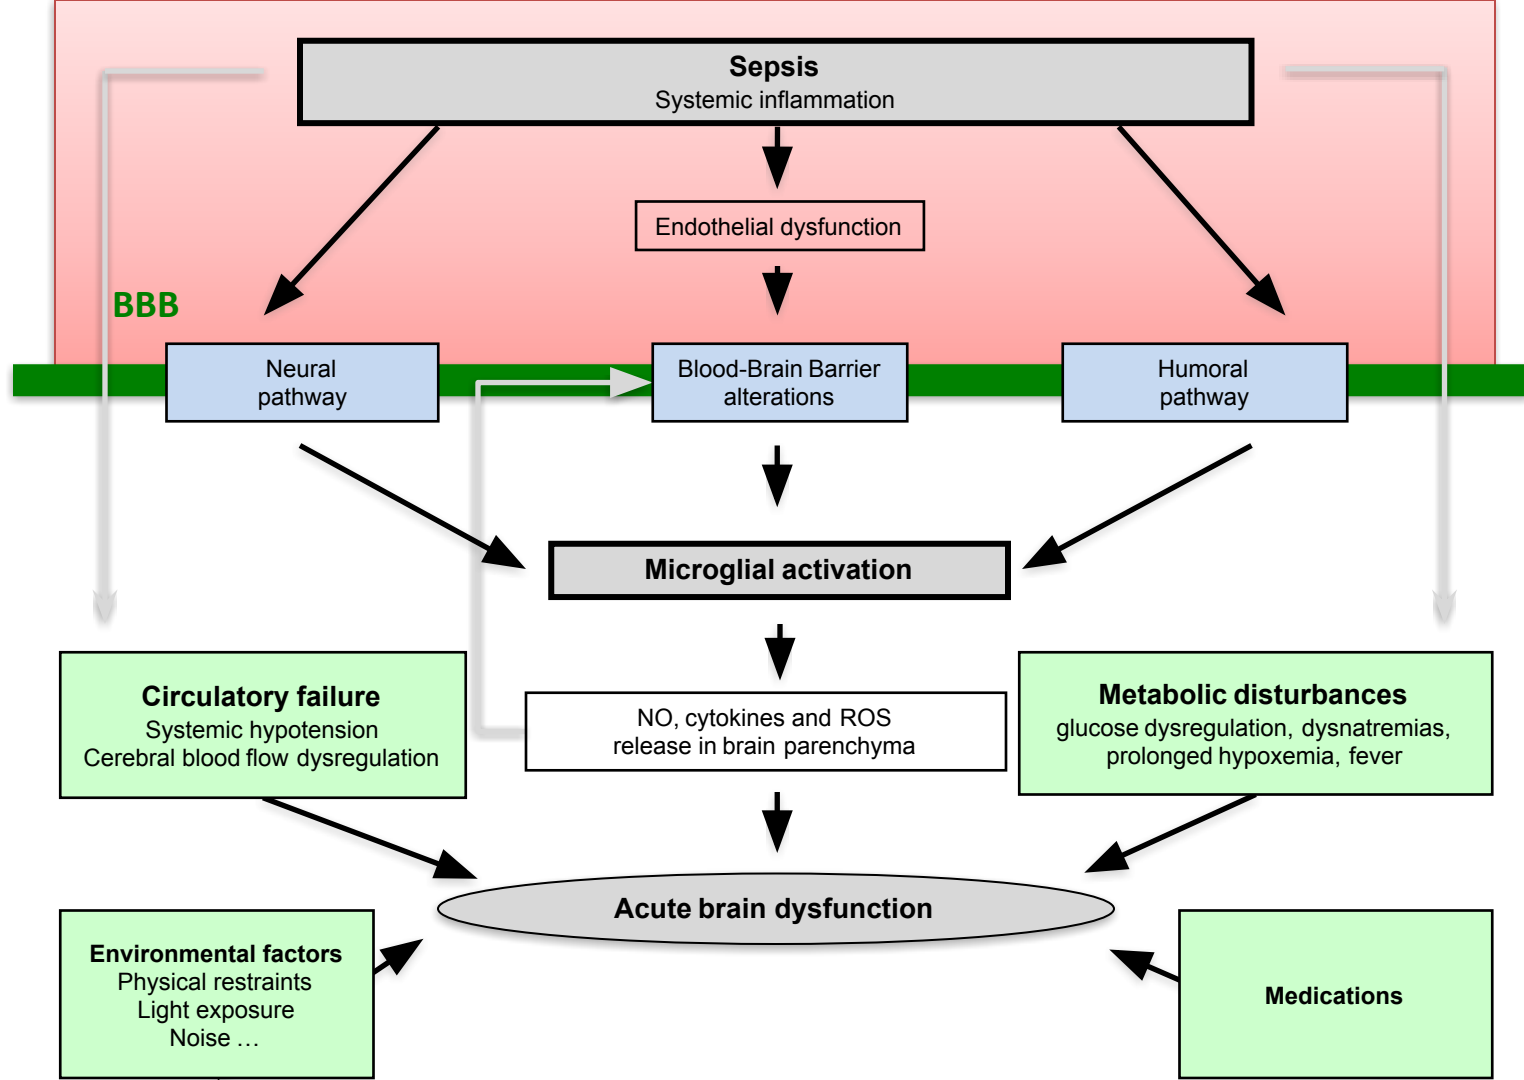 Sepsis
Systemic inflammation
Endothelial dysfunction
BBB
Neural
pathway
Blood-Brain Barrier
alterations
Humoral
pathway
Microglial activation
Circulatory failure
Systemic hypotension
Cerebral blood flow dysregulation
NO, cytokines and ROS
release in brain parenchyma
Metabolic disturbances
glucose dysregulation, dysnatremias,
prolonged hypoxemia, fever
Acute brain dysfunction
Environmental factors
Physical restraints
Light exposure
Noise …
Medications